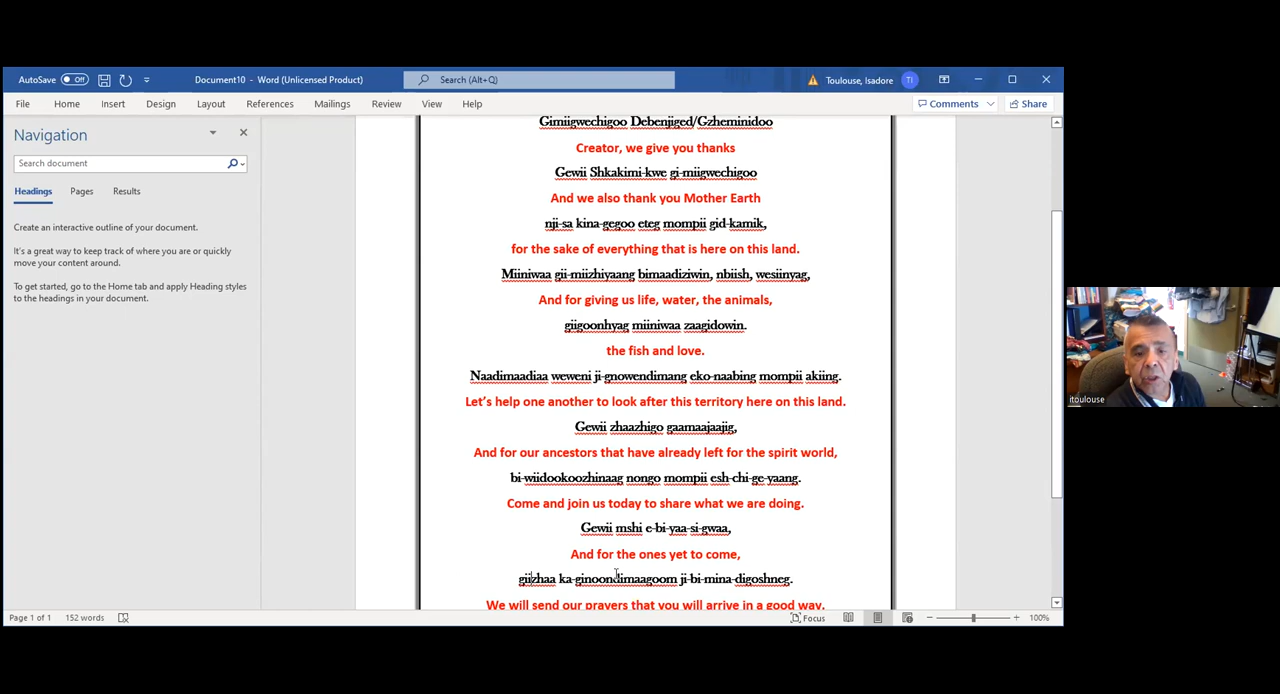 AutoSave Off Document10 - Word (Unlicensed Product) Search (Alt+Q) Toulouse, Isadore TI
File Home Insert Design Layout References Mailings Review View Help Comments Share
Navigation
Search document
Headings Pages Results
Create an interactive outline of your document.
It's a great way to keep track of where you are or quickly
move your content around.
To get started, go to the Home tab and apply Heading styles
to the headings in your document.
Gimiigwechigoo Debenjiged/Gzheminidoo
Creator, we give you thanks
Gewii Shkakimi-kwe gi-miigwechigoo
And we also thank you Mother Earth
nji-sa kina-gegoo eteg mompii gid-kamik,
for the sake of everything that is here on this land.
Miiniwaa gii-miizhiyaang bimaadiziwin, nbiish, wesiinyag,
And for giving us life, water, the animals,
giigoonhyag miiniwaa zaagidowin.
the fish and love.
Naadimaadiaa weweni ji-gnowendimang eko-naabing mompii akiing.
Let's help one another to look after this territory here on this land.
Gewii zhaazhigo gaamaajaajig,
And for our ancestors that have already left for the spirit world,
bi-wiidookoozhinaag nongo mompii esh-chi-ge-yaang.
Come and join us today to share what we are doing.
Gewii mshi e-bi-yaa-si-gwaa,
And for the ones yet to come,
giizhaa ka-ginoondimaagoom ji-bi-mina-digoshneg.
We will send our prayers that you will arrive in a good way.
itoulouse
Page 1 of 1 152 words Focus 100%